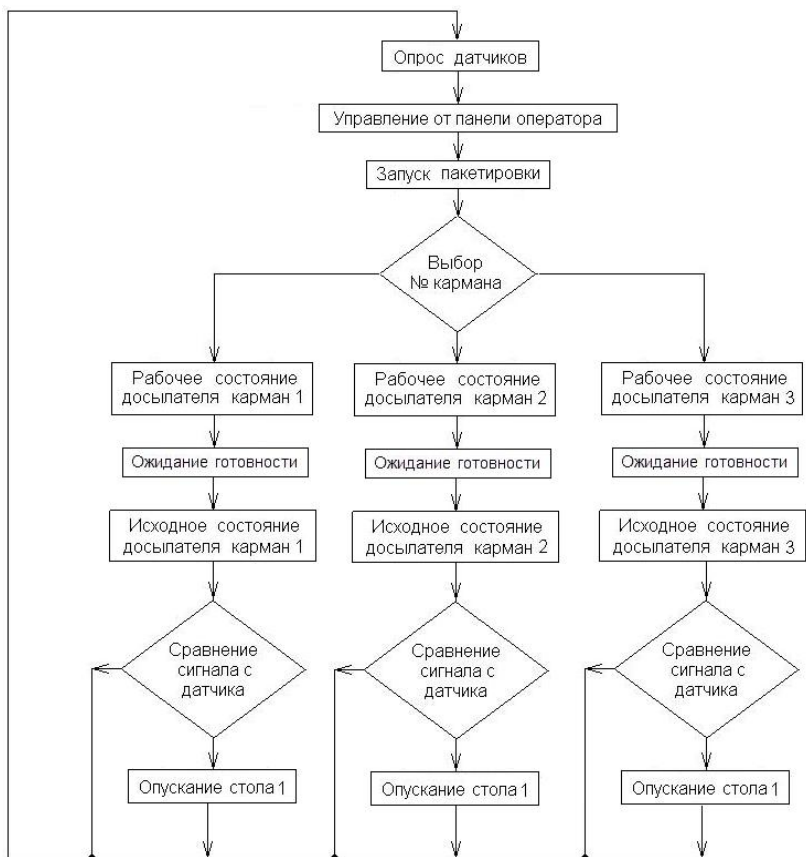 Опрос датчиков
Управление от панели оператора
Запуск пакетировки
Выбор
№ кармана
Рабочее состояние
досылателя карман 1
Рабочее состояние
досылателя карман 2
Рабочее состояние
досылателя карман 3
Ожидание готовности
Ожидание готовности
Ожидание готовности
Исходное состояние
досылателя карман 1
Исходное состояние
досылателя карман 2
Исходное состояние
досылателя карман 3
Сравнение
сигнала с
датчика
Сравнение
сигнала с
датчика
Сравнение
сигнала с
датчика
Опускание стола 1
Опускание стола 1
Опускание стола 1